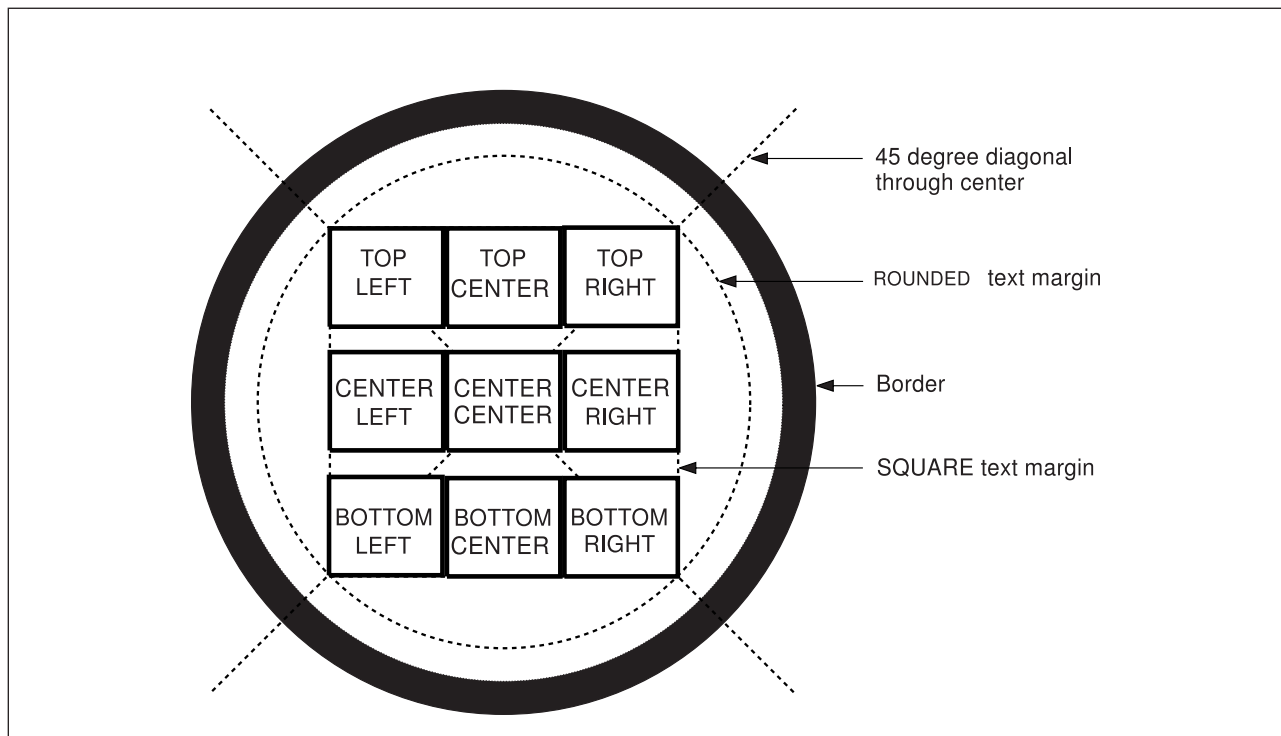 45 degree diagonal
through center
TOP
LEFT
TOP
CENTER
TOP
RIGHT
ROUNDED text margin
CENTER
LEFT
CENTER
CENTER
CENTER
RIGHT
Border
SQUARE text margin
BOTTOM
LEFT
BOTTOM
CENTER
BOTTOM
RIGHT